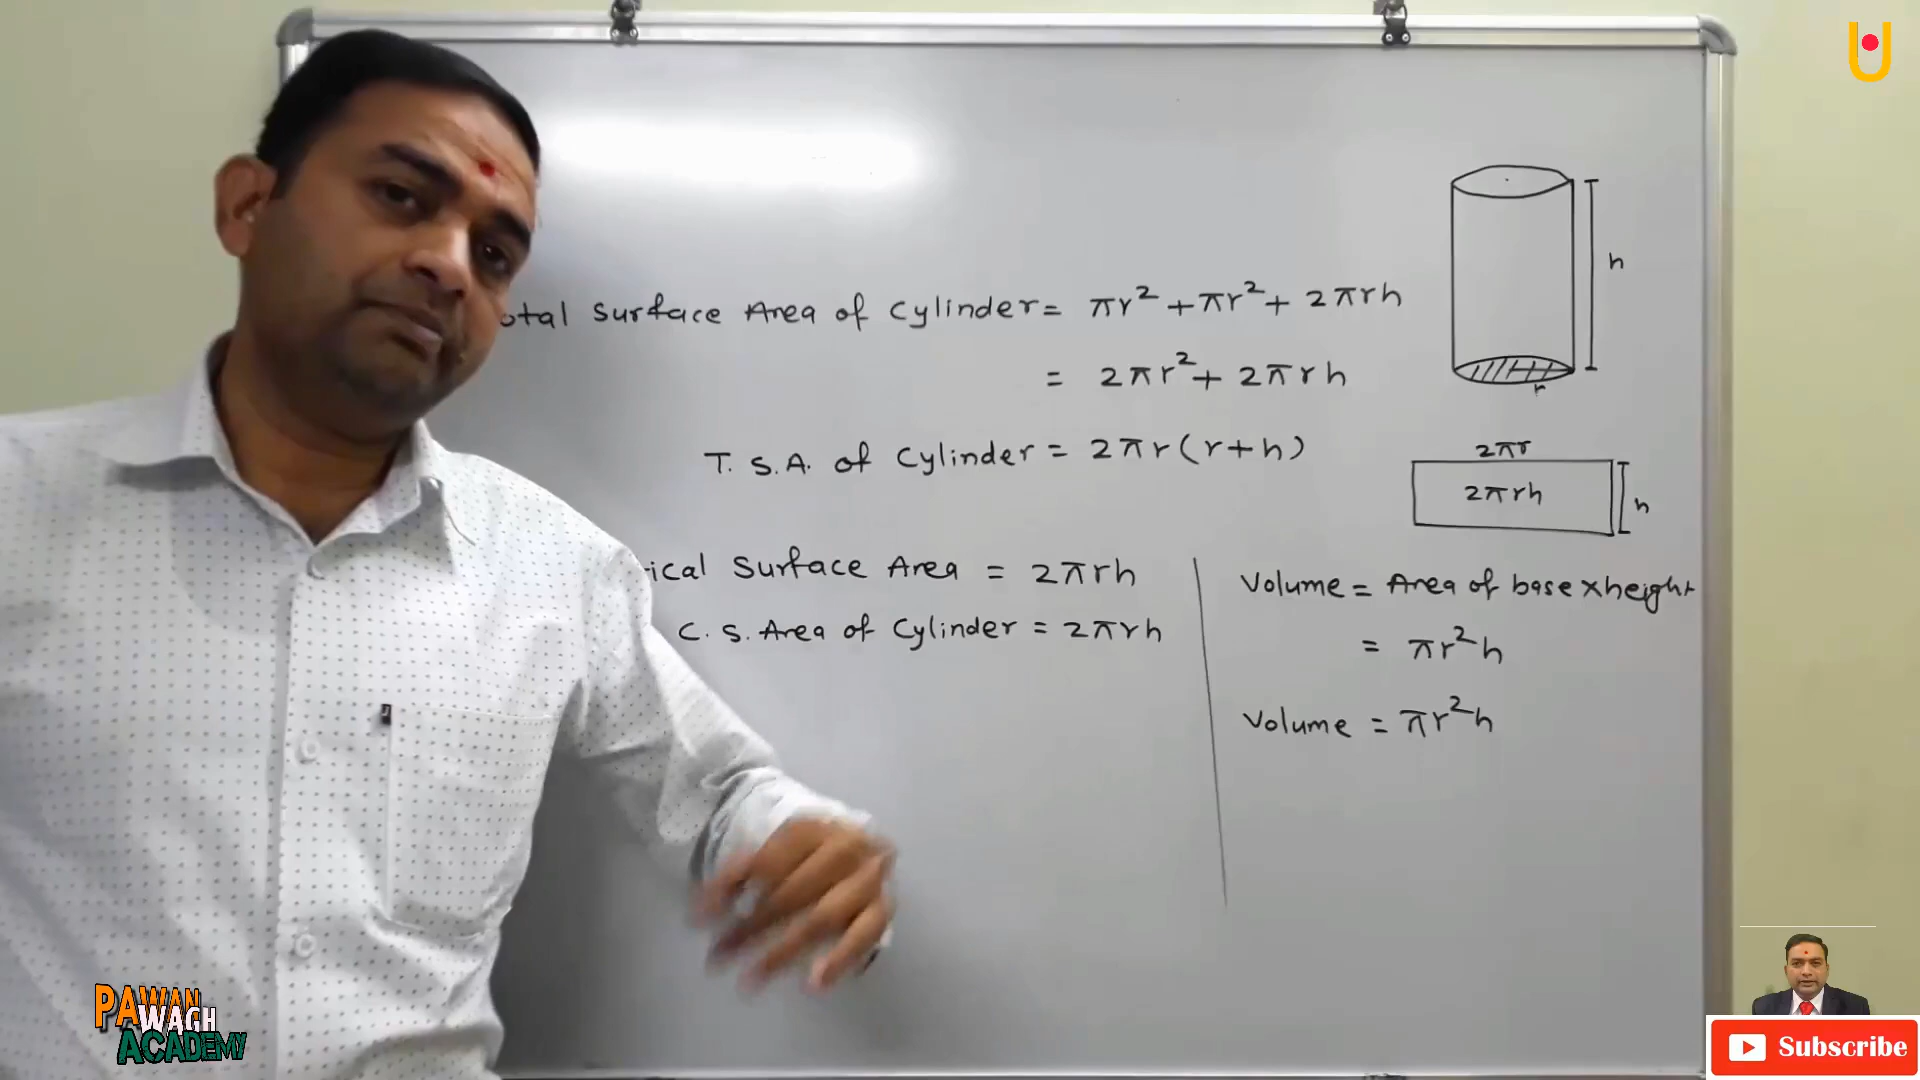 h
otal Surface Area of Cylinder = πr² + πr² + 2πrh
= 2πr² + 2πrh
r
T. S.A. of Cylinder = 2πr(r+h)
2πr
2πrh
h
ical Surface Area = 2πrh
C. S. Area of Cylinder = 2πrh
Volume = Area of base × height
= πr²h
Volume = πr²h
PAWAN
WAGH
ACADEMY
Subscribe